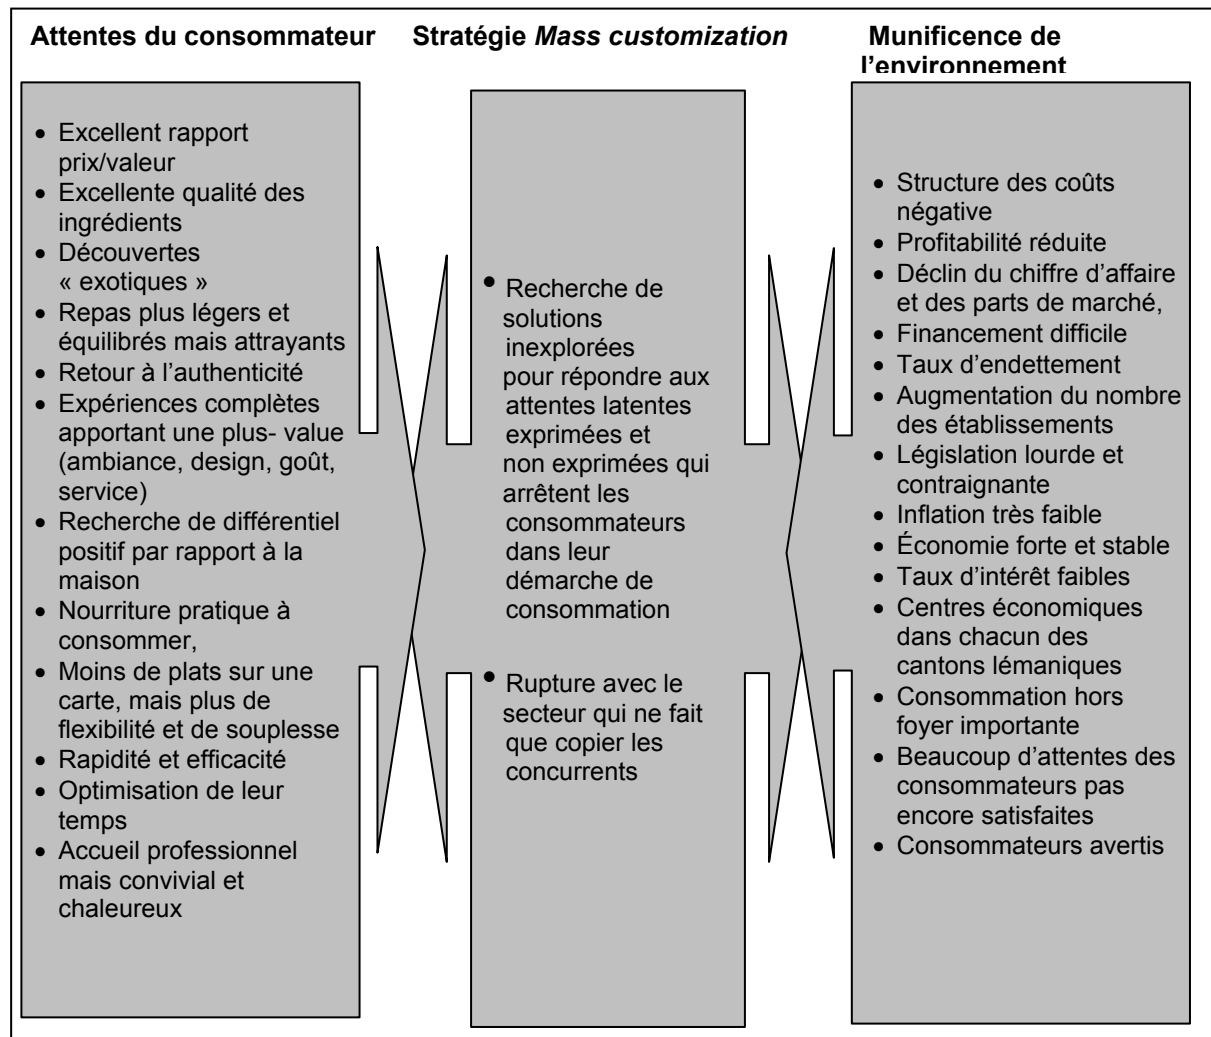 Attentes du consommateur
• Excellent rapport
prix/valeur
• Excellente qualité des
ingrédients
• Découvertes
« exotiques »
• Repas plus légers et
équilibrés mais attrayants
• Retour à l’authenticité
• Expériences complètes
apportant une plus- value
(ambiance, design, goût,
service)
• Recherche de différentiel
positif par rapport à la
maison
• Nourriture pratique à
consommer,
• Moins de plats sur une
carte, mais plus de
flexibilité et de souplesse
• Rapidité et efficacité
• Optimisation de leur
temps
• Accueil professionnel
mais convivial et
chaleureux
Stratégie Mass customization
• Recherche de
solutions
inexplorées
pour répondre aux
attentes latentes
exprimées et
non exprimées qui
arrêtent les
consommateurs
dans leur
démarche de
consommation
• Rupture avec le
secteur qui ne fait
que copier les
concurrents
Munificence de
l’environnement
• Structure des coûts
négative
• Profitabilité réduite
• Déclin du chiffre d’affaire
et des parts de marché,
• Financement difficile
• Taux d’endettement
• Augmentation du nombre
des établissements
• Législation lourde et
contraignante
• Inflation très faible
• Économie forte et stable
• Taux d’intérêt faibles
• Centres économiques
dans chacun des
cantons lémaniques
• Consommation hors
foyer importante
• Beaucoup d’attentes des
consommateurs pas
encore satisfaites
• Consommateurs avertis